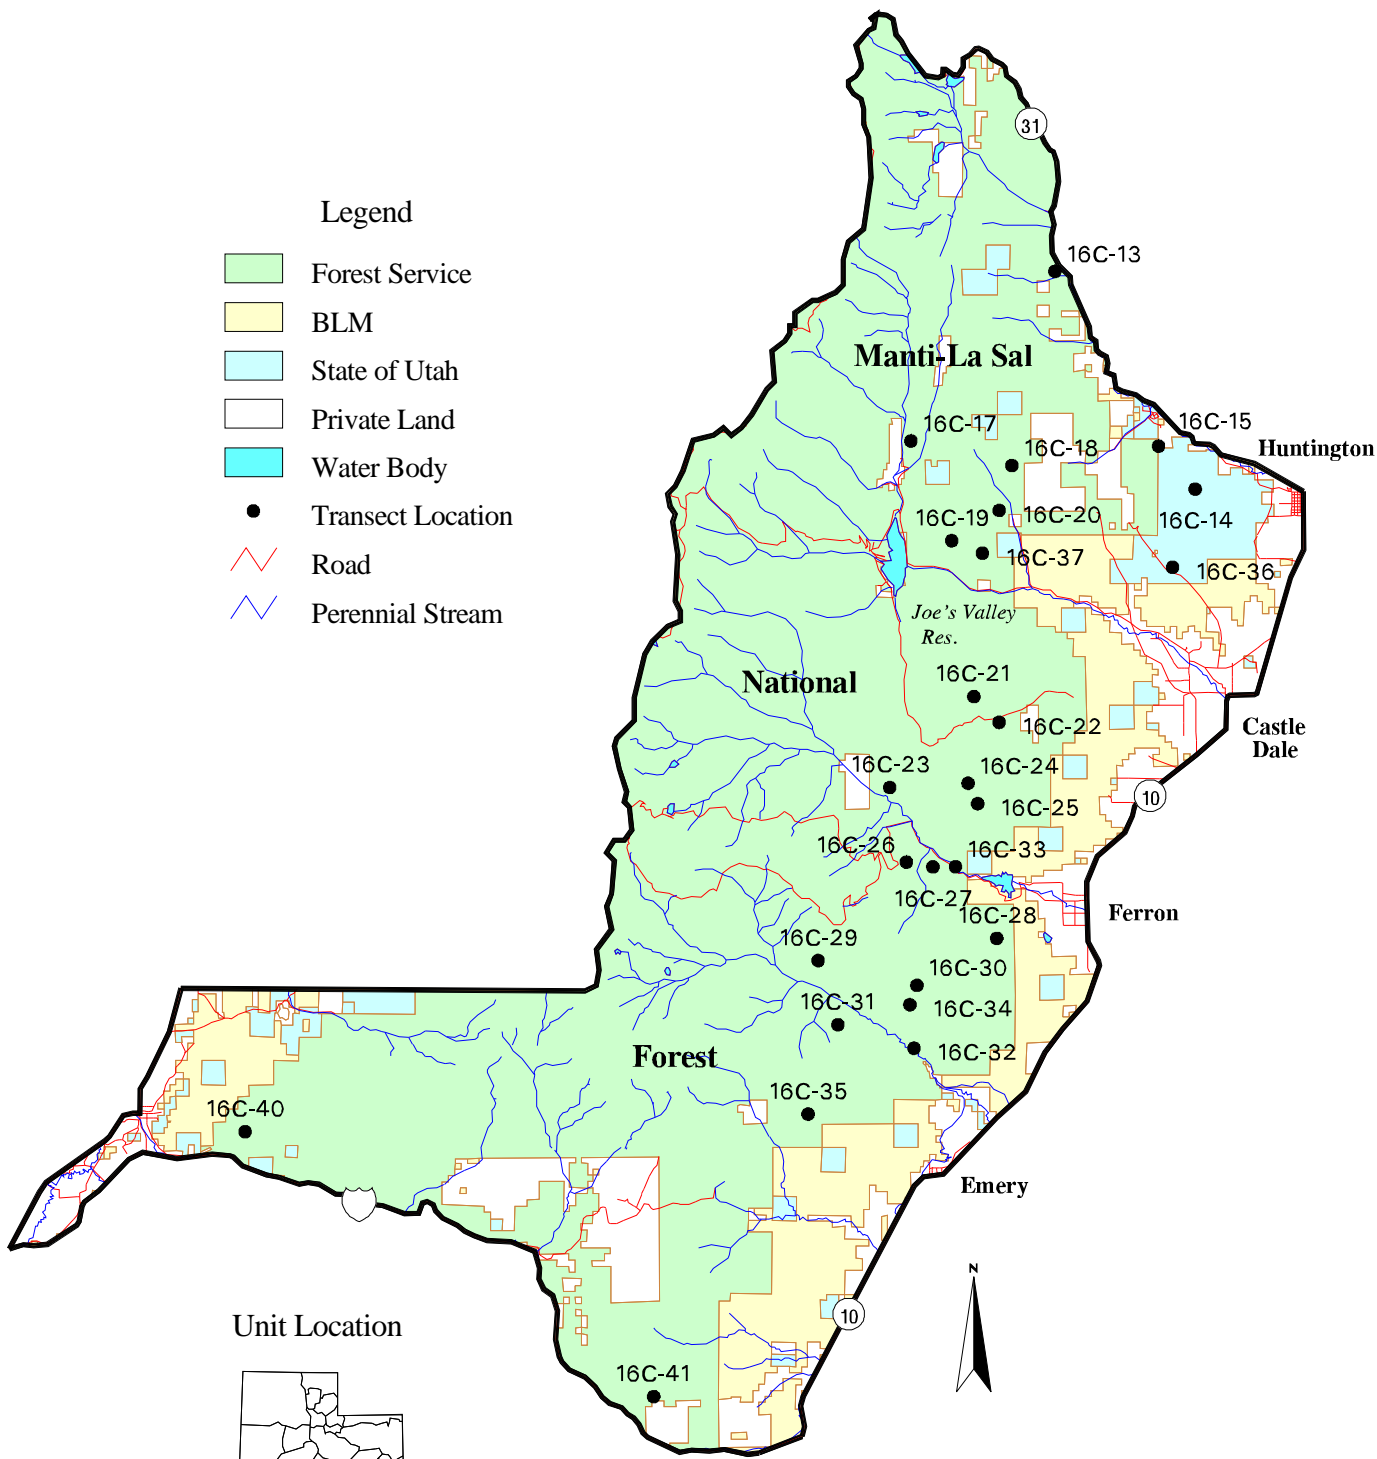 31
Legend
16C-13
Forest Service
BLM
Manti-La Sal
State of Utah
Private Land
16C-17
16C-15
Huntington
16C-18
Water Body
Transect Location
16C-19
16C-20
16C-14
Road
16C-37
16C-36
Perennial Stream
Joe's Valley
Res.
16C-21
National
16C-22
Castle
Dale
16C-23
16C-24
10
16C-25
16C-26
16C-33
16C-27
Ferron
16C-28
16C-29
16C-30
16C-31
16C-34
Forest
16C-32
16C-35
16C-40
Emery
N
10
Unit Location
16C-41